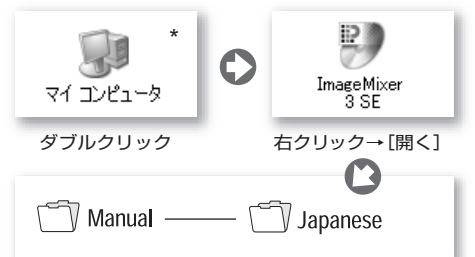 *
マイ コンピュータ
ImageMixer
3 SE
ダブルクリック
右クリック→[開く]
Manual
Japanese